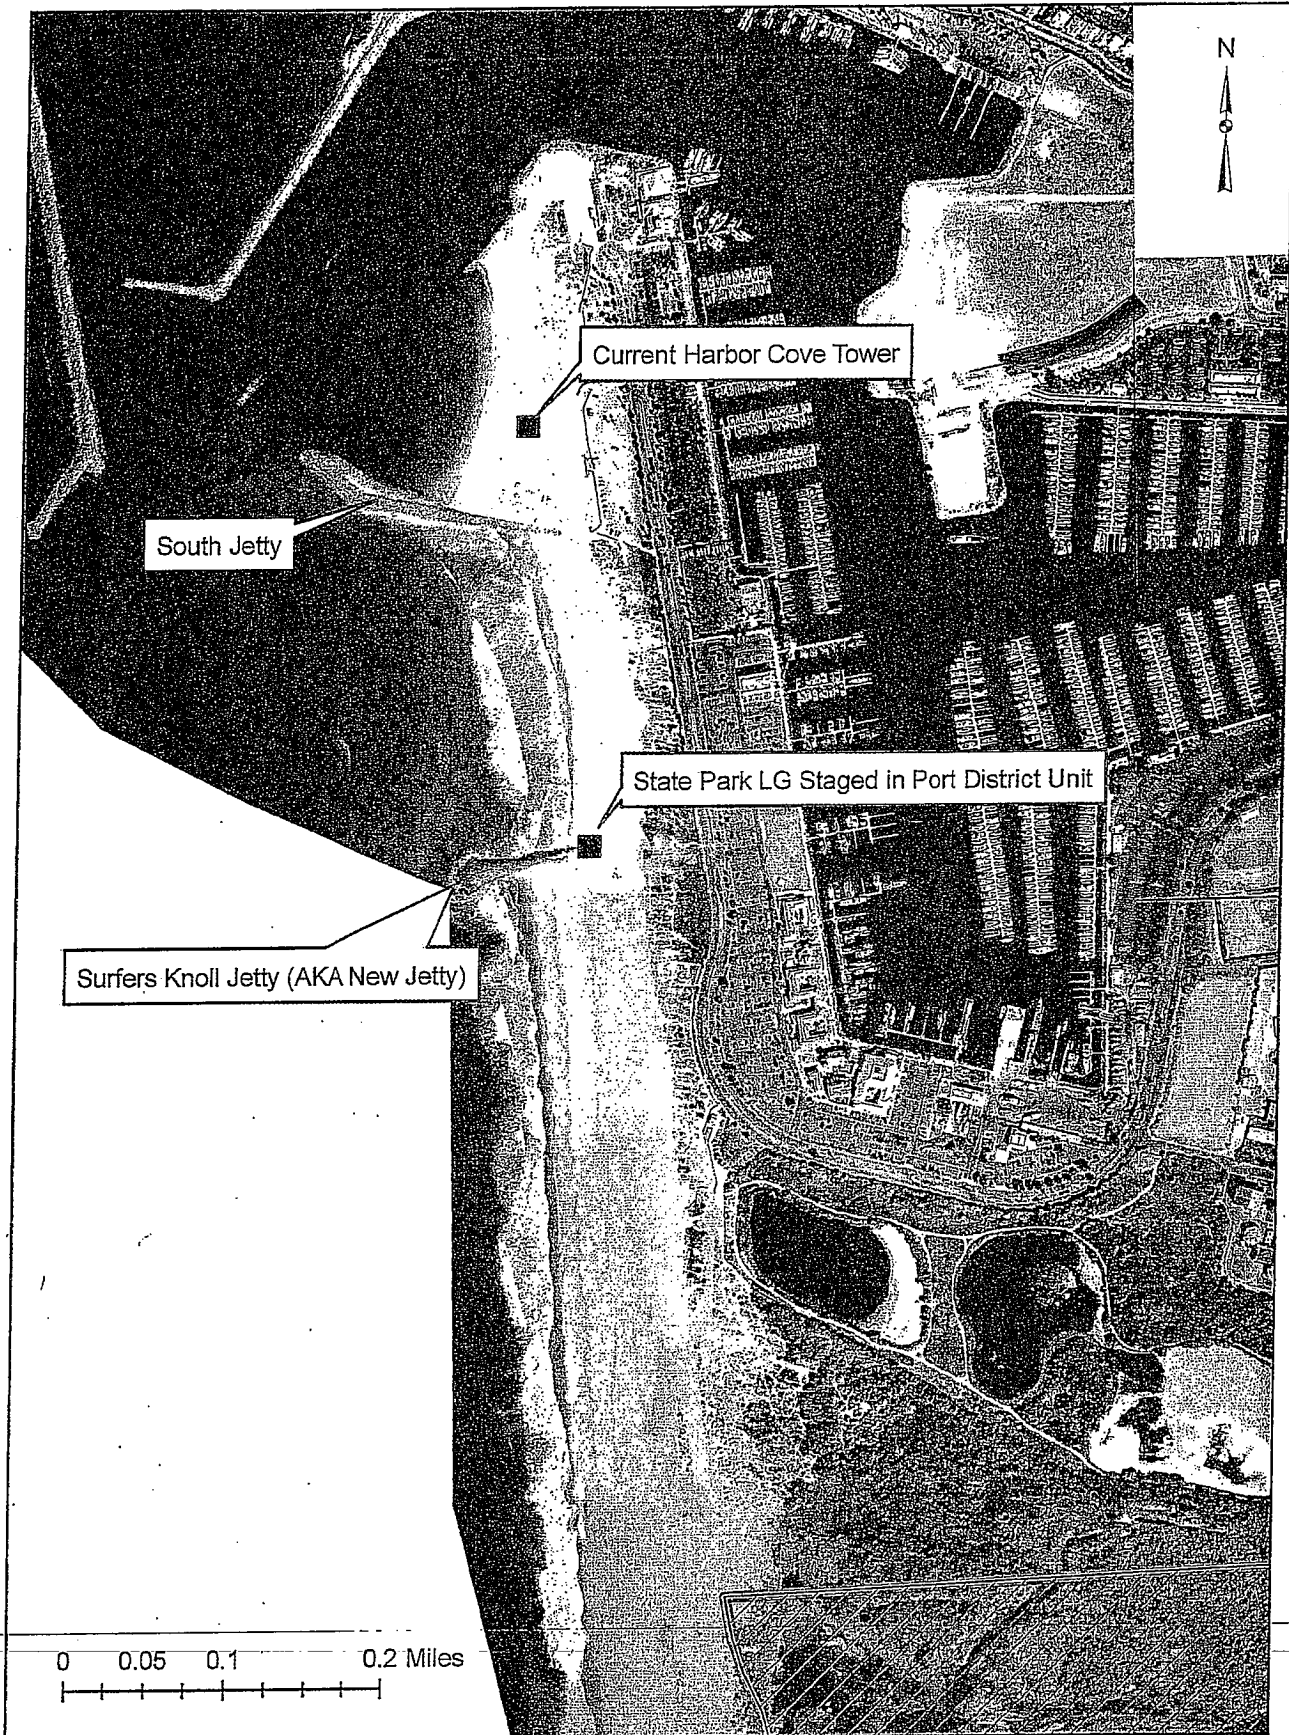 N
Current Harbor Cove Tower
South Jetty
State Park LG Staged in Port District Unit
Surfers Knoll Jetty (AKA New Jetty)
0 0.05 0.1 0.2 Miles